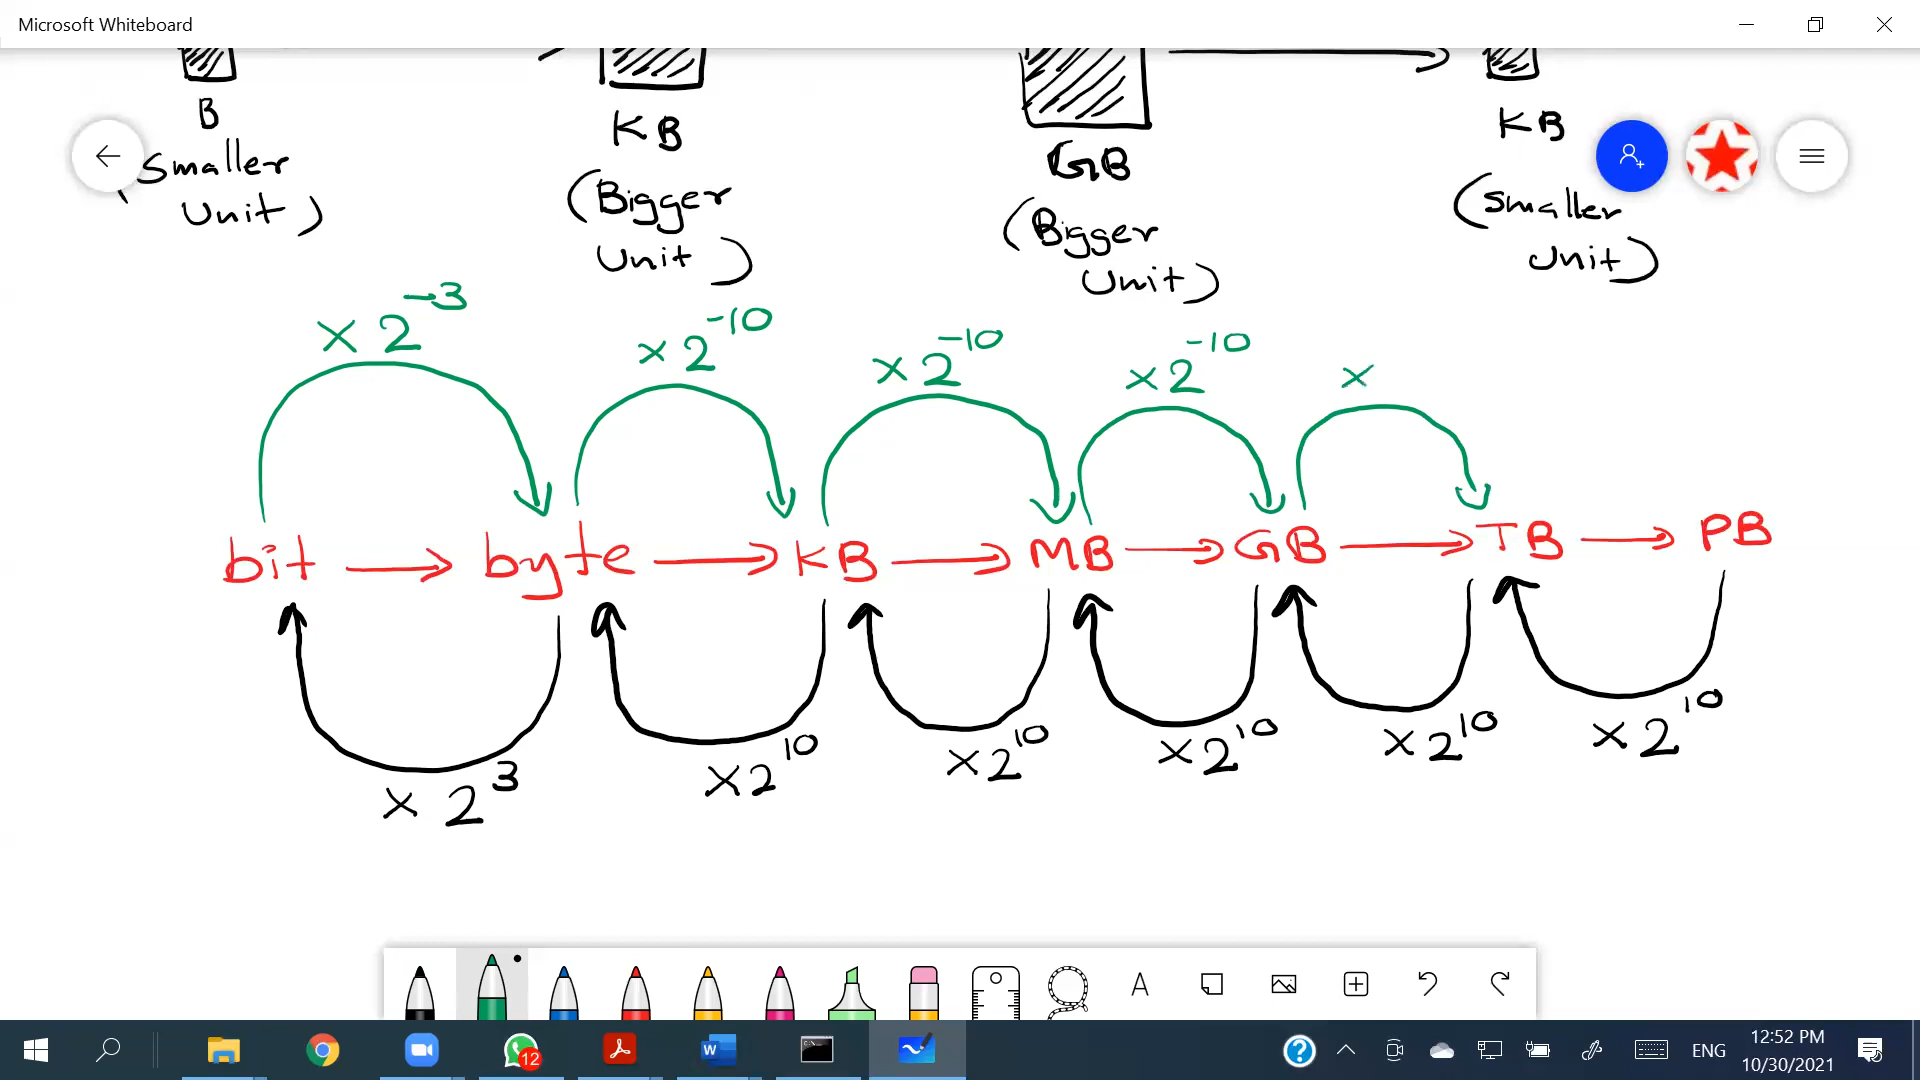 Microsoft Whiteboard
B
(Smaller
Unit)
KB
(Bigger
Unit)
GB
(Bigger
Unit)
KB
(Smaller
Unit)
× 2^-3
× 2^-10
× 2^-10
× 2^-10
×
bit → byte → KB → MB → GB → TB → PB
× 2^3
× 2^10
× 2^10
× 2^10
× 2^10
× 2^10
A
12
W
ENG
12:52 PM
10/30/2021